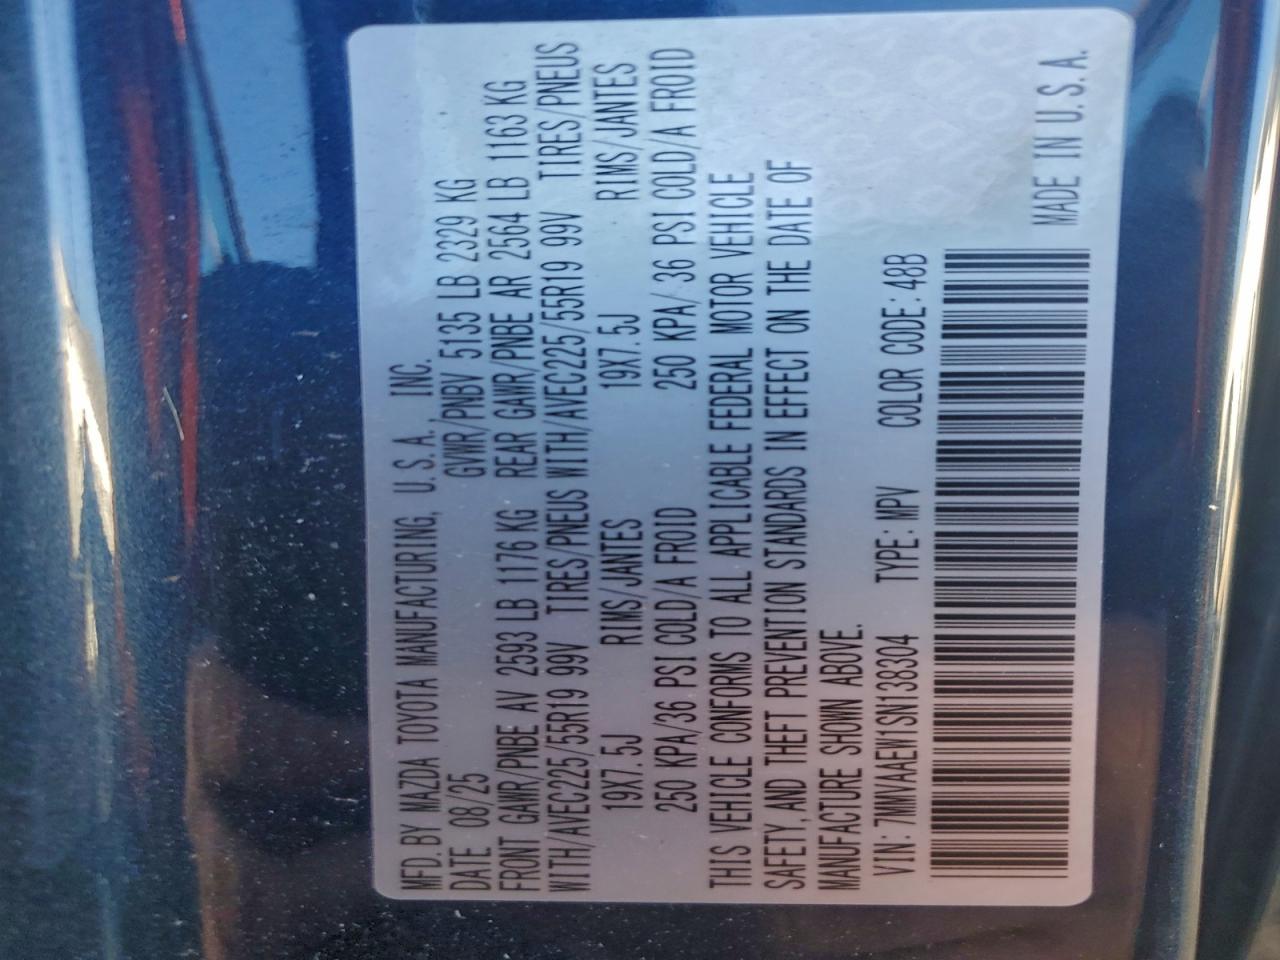 MFD. BY MAZDA TOYOTA MANUFACTURING, U.S.A., INC.
DATE 08/25 GVWR/PNBV 5135 LB 2329 KG
FRONT GAWR/PNBE AV 2593 LB 1176 KG REAR GAWR/PNBE AR 2564 LB 1163 KG
WITH/AVEC225/55R19 99V TIRES/PNEUS WITH/AVEC225/55R19 99V TIRES/PNEUS
19X7.5J RIMS/JANTES 19X7.5J RIMS/JANTES
250 KPA/36 PSI COLD/A FROID 250 KPA/ 36 PSI COLD/A FROID
THIS VEHICLE CONFORMS TO ALL APPLICABLE FEDERAL MOTOR VEHICLE
SAFETY, AND THEFT PREVENTION STANDARDS IN EFFECT ON THE DATE OF
MANUFACTURE SHOWN ABOVE.
VIN: 7MMVAAEW1SN138304 TYPE: MPV COLOR CODE: 48B
MADE IN U.S.A.